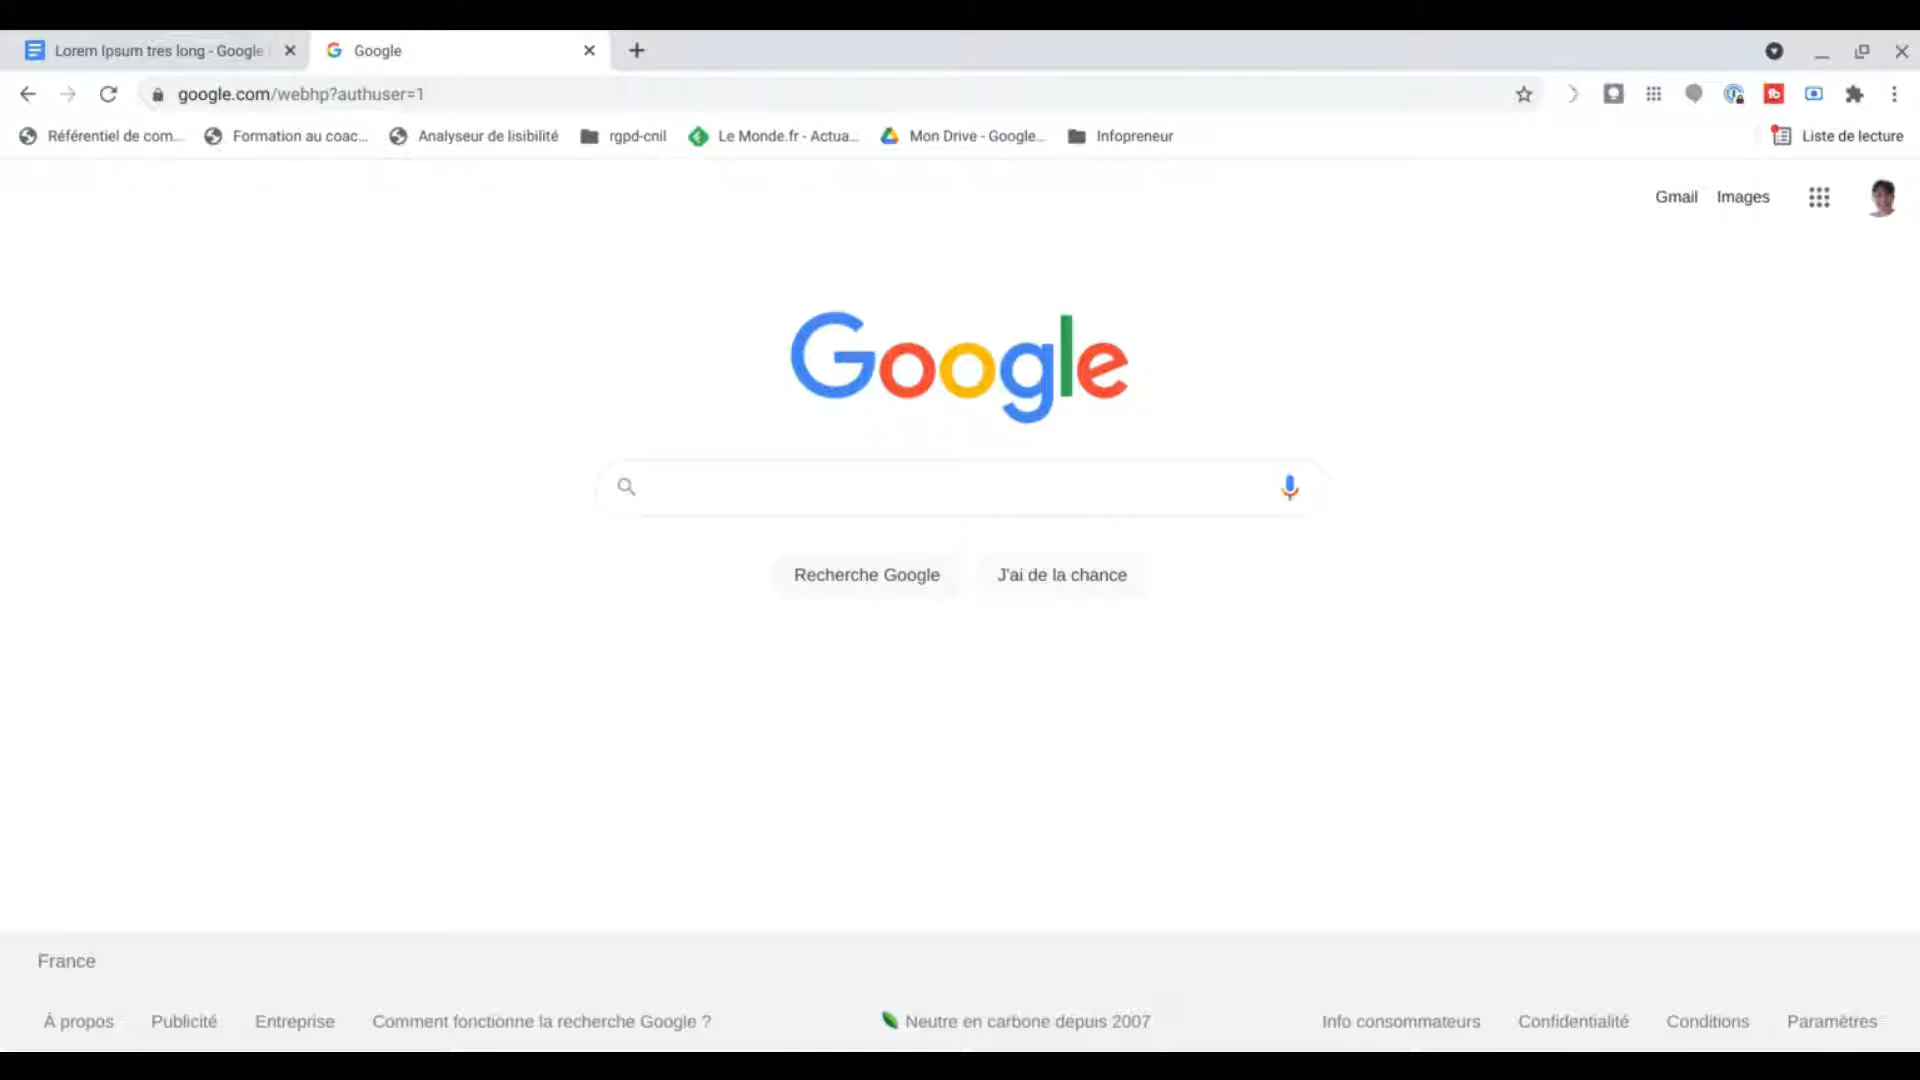 Lorem Ipsum tres long - Google
Google
google.com/webhp?authuser=1
Référentiel de com...
Formation au coac...
Analyseur de lisibilité
rgpd-cnil
Le Monde.fr - Actua...
Mon Drive - Google...
Infopreneur
Liste de lecture
Gmail
Images
Google
Recherche Google
J'ai de la chance
France
À propos
Publicité
Entreprise
Comment fonctionne la recherche Google ?
Neutre en carbone depuis 2007
Info consommateurs
Confidentialité
Conditions
Paramètres